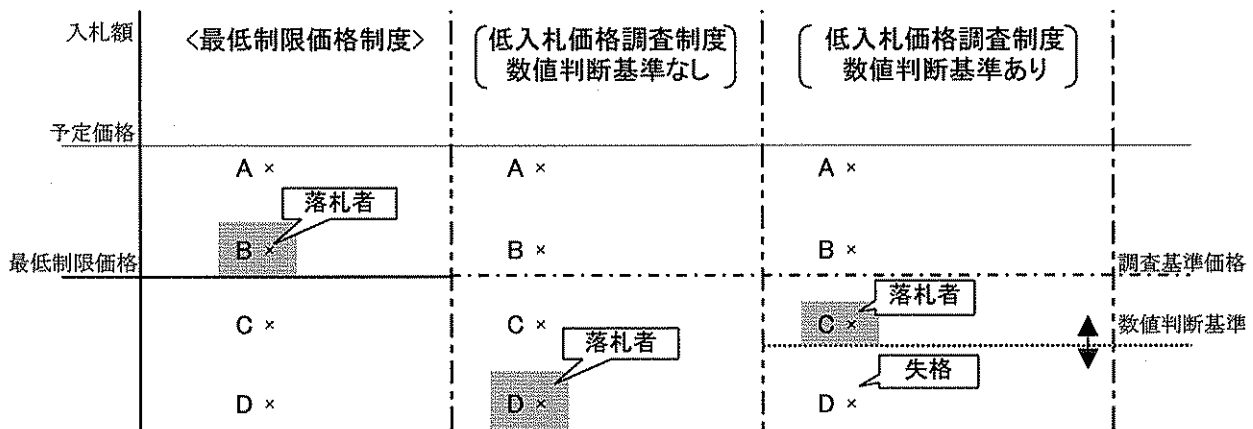 入札額
<最低制限価格制度>
低入札価格調査制度
数値判断基準なし
低入札価格調査制度
数値判断基準あり
予定価格
A ×
A ×
A ×
落札者
B ×
B ×
B ×
最低制限価格
調査基準価格
落札者
C ×
C ×
C ×
数値判断基準
落札者
失格
D ×
D ×
D ×